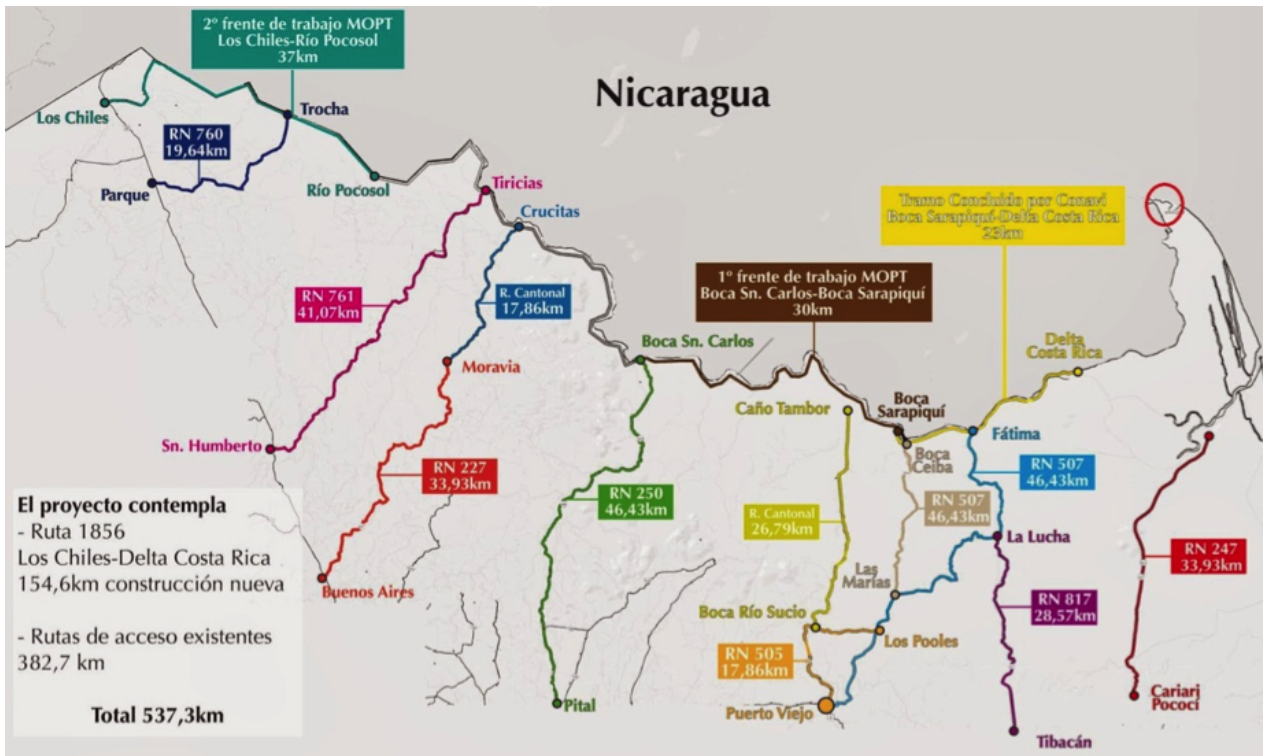 2º frente de trabajo MOPT
Los Chiles-Río Pocosol
37km
Nicaragua
Los Chiles
Trocha
RN 760
19,64km
Parque
Río Pocosol
Tiricias
Crucitas
Tramo Concluido por Conavi
Boca Sarapiquí-Delta Costa Rica
23km
1º frente de trabajo MOPT
Boca Sn. Carlos-Boca Sarapiquí
30km
RN 761
41,07km
R. Cantonal
17,86km
Boca Sn. Carlos
Delta
Costa Rica
Moravia
Caño Tambor
Boca
Sarapiquí
Fátima
Sn. Humberto
Boca
Ceiba
RN 227
33,93km
RN 507
46,43km
RN 250
46,43km
R. Cantonal
26,79km
RN 507
46,43km
La Lucha
RN 247
33,93km
El proyecto contempla
- Ruta 1856
Los Chiles-Delta Costa Rica
154,6km construcción nueva
- Rutas de acceso existentes
382,7 km
Total 537,3km
Buenos Aires
Las
Marías
RN 817
28,57km
Boca Río Sucio
Los Pooles
RN 505
17,86km
Pital
Puerto Viejo
Cariari
Pococí
Tibacán